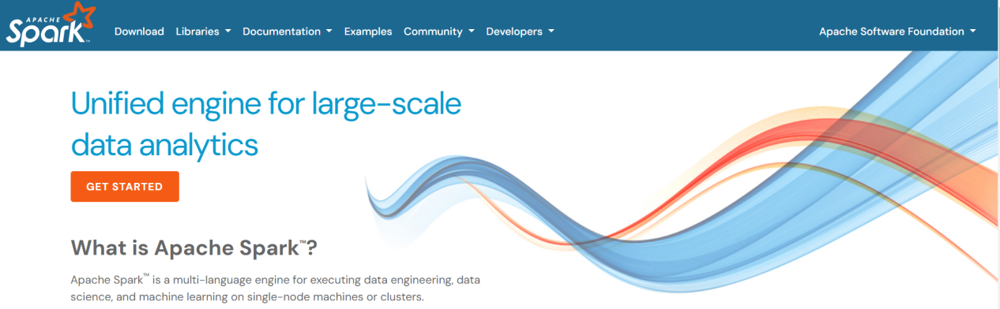 APACHE
Spark™
Download Libraries Documentation Examples Community Developers Apache Software Foundation
Unified engine for large-scale
data analytics
GET STARTED
What is Apache Spark™?
Apache Spark™ is a multi-language engine for executing data engineering, data
science, and machine learning on single-node machines or clusters.